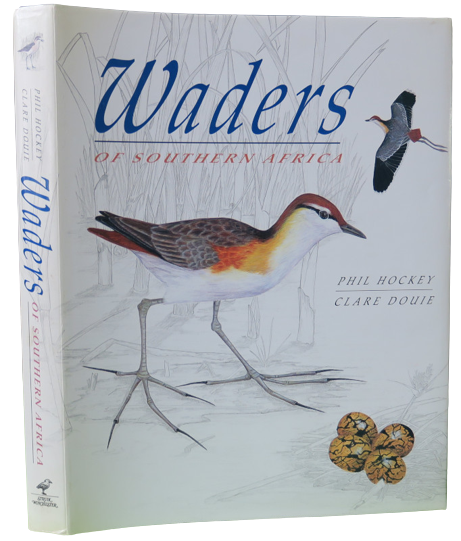 Waders
OF SOUTHERN AFRICA
PHIL HOCKEY
CLARE DOUIE
PHIL HOCKEY
CLARE DOUIE
Waders
OF SOUTHERN AFRICA